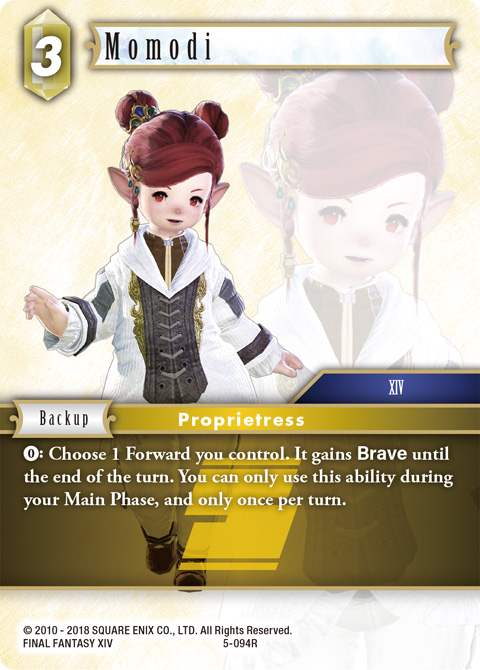 3
Momodi
XIV
Backup
Proprietress
0: Choose 1 Forward you control. It gains Brave until
the end of the turn. You can only use this ability during
your Main Phase, and only once per turn.
© 2010 - 2018 SQUARE ENIX CO., LTD. All Rights Reserved.
FINAL FANTASY XIV 5-094R